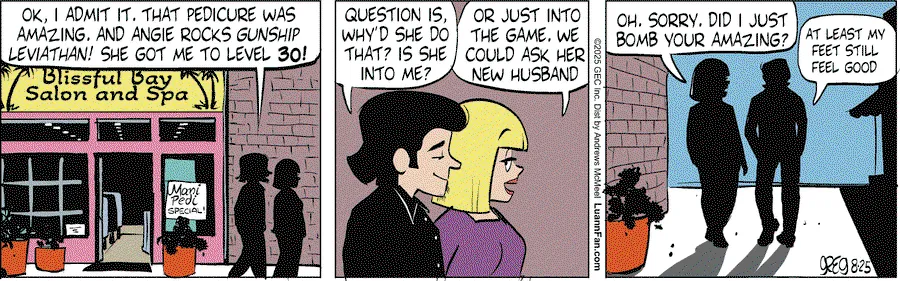 OK, I ADMIT IT. THAT PEDICURE WAS
AMAZING. AND ANGIE ROCKS GUNSHIP
LEVIATHAN! SHE GOT ME TO LEVEL 30!
Blissful Bay
Salon and Spa
Mani
Pedi
SPECIAL!
QUESTION IS,
WHY'D SHE DO
THAT? IS SHE
INTO ME?
OR JUST INTO
THE GAME. WE
COULD ASK HER
NEW HUSBAND
©2025 GEC Inc. Dist by Andrews McMeel LuannFan.com
OH. SORRY. DID I JUST
BOMB YOUR AMAZING?
AT LEAST MY
FEET STILL
FEEL GOOD
GREG 8-25